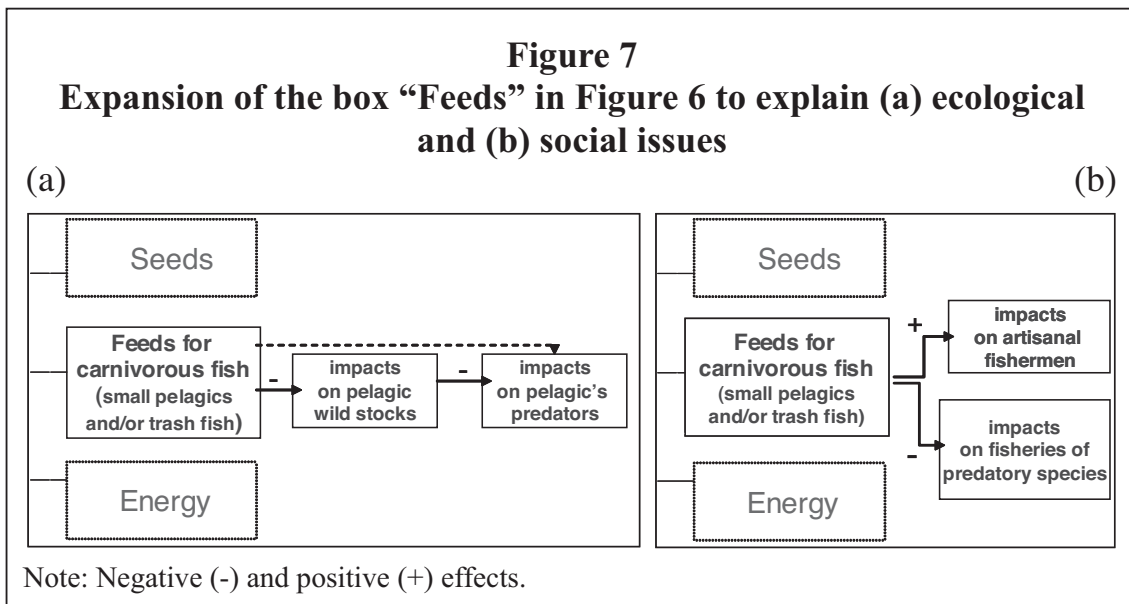 Figure 7
Expansion of the box “Feeds” in Figure 6 to explain (a) ecological
and (b) social issues
(a)
(b)
Seeds
Feeds for
carnivorous fish
(small pelagics
and/or trash fish)
-
impacts
on pelagic
wild stocks
-
impacts
on pelagic's
predators
Energy
Seeds
Feeds for
carnivorous fish
(small pelagics
and/or trash fish)
+
impacts
on artisanal
fishermen
-
impacts
on fisheries of
predatory species
Energy
Note: Negative (-) and positive (+) effects.